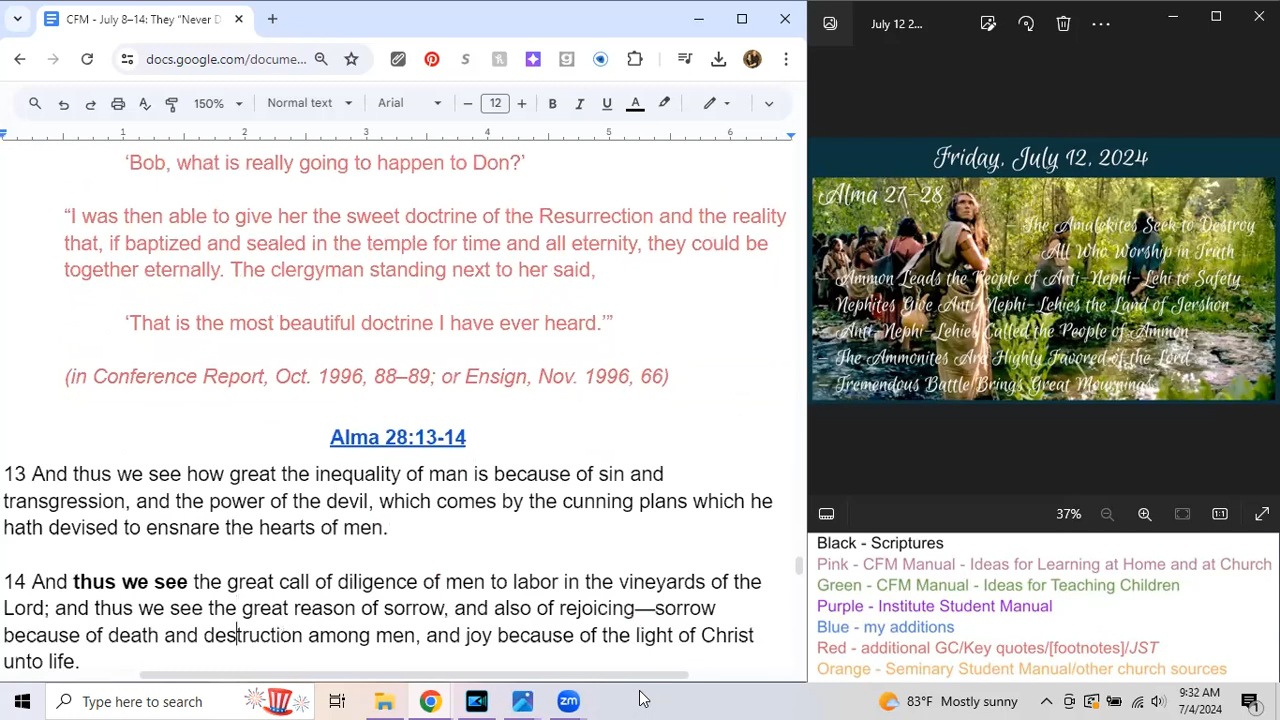 CFM - July 8–14: They “Never D
docs.google.com/docume...
150%
Normal text
Arial
12
1 2 3 4 5 6
‘Bob, what is really going to happen to Don?’
“I was then able to give her the sweet doctrine of the Resurrection and the reality
that, if baptized and sealed in the temple for time and all eternity, they could be
together eternally. The clergyman standing next to her said,
‘That is the most beautiful doctrine I have ever heard.’”
(in Conference Report, Oct. 1996, 88–89; or Ensign, Nov. 1996, 66)
Alma 28:13-14
13 And thus we see how great the inequality of man is because of sin and
transgression, and the power of the devil, which comes by the cunning plans which he
hath devised to ensnare the hearts of men.
14 And thus we see the great call of diligence of men to labor in the vineyards of the
Lord; and thus we see the great reason of sorrow, and also of rejoicing—sorrow
because of death and destruction among men, and joy because of the light of Christ
unto life.
July 12 2...
Friday, July 12, 2024
Alma 27-28
– The Amalekites Seek to Destroy
All Who Worship in Truth
– Ammon Leads the People of Anti-Nephi-Lehi to Safety
– Nephites Give Anti-Nephi-Lehies the Land of Jershon
– Anti-Nephi-Lehies Called the People of Ammon
– The Ammonites Are Highly Favored of the Lord
– Tremendous Battle Brings Great Mourning
37%
1:1
Black - Scriptures
Pink - CFM Manual - Ideas for Learning at Home and at Church
Green - CFM Manual - Ideas for Teaching Children
Purple - Institute Student Manual
Blue - my additions
Red - additional GC/Key quotes/[footnotes]/JST
Orange - Seminary Student Manual/other church sources
Type here to search
zm
83°F Mostly sunny
9:32 AM
7/4/2024
1